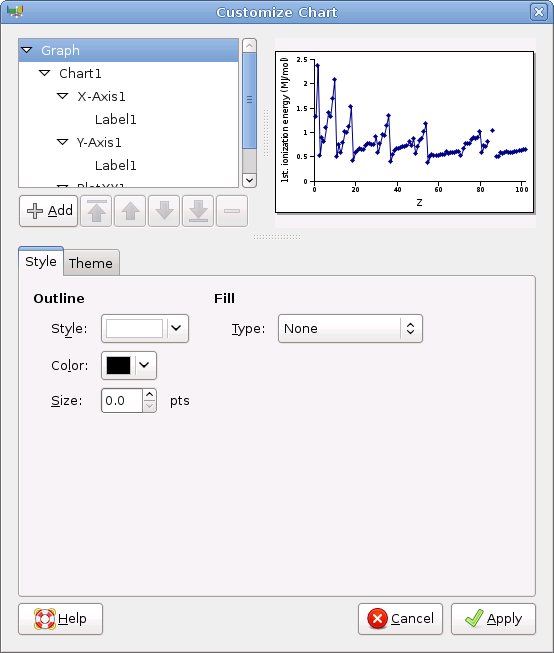 Customize Chart
Graph
Chart1
X-Axis1
Label1
Y-Axis1
Label1
PlotXY1
Add
1st. ionization energy (MJ/mol)
2.5
2
1.5
1
0.5
0
0 20 40 60 80 100
Z
Style Theme
Outline Fill
Style: Type: None
Color:
Size: 0.0 pts
Help Cancel Apply